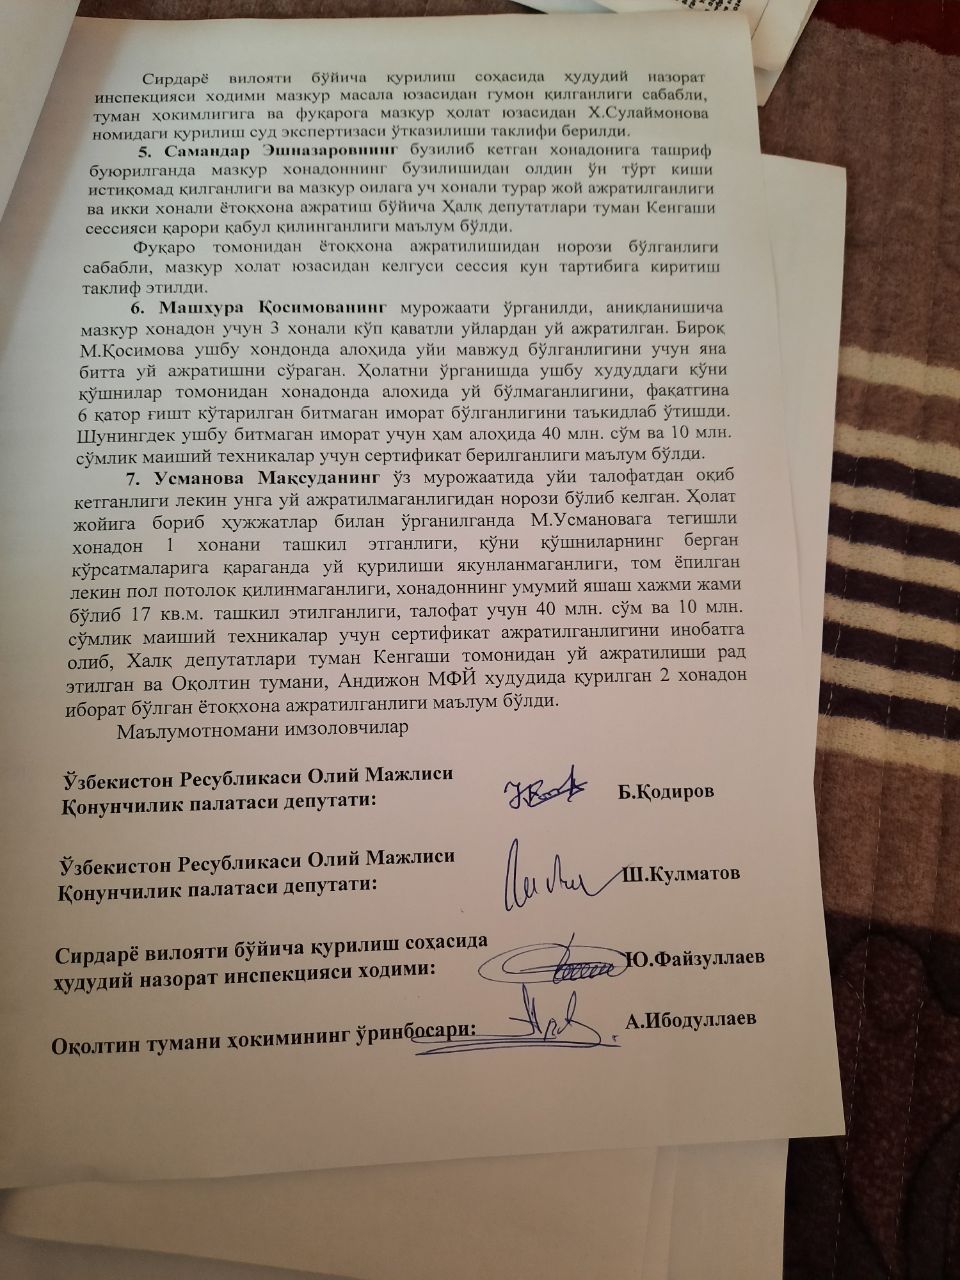 Сирдарё вилояти бўйича қурилиш соҳасида ҳудудий назорат
инспекцияси ходими мазкур масала юзасидан гумон қилганлиги сабабли,
туман ҳокимлигига ва фуқарога мазкур ҳолат юзасидан Х.Сулаймонова
номидаги қурилиш суд экспертизаси ўтказилиши таклифи берилди.
5. Самандар Эшназаровнинг бузилиб кетган хонадонига ташриф
буюрилганда мазкур хонадоннинг бузилишидан олдин ўн тўрт киши
истиқомад қилганлиги ва мазкур оилага уч хонали турар жой ажратилганлиги
ва икки хонали ётоқхона ажратиш бўйича Ҳалқ депутатлари туман Кенгаши
сессияси қарори қабул қилинганлиги маълум бўлди.
Фуқаро томонидан ётоқхона ажратилишидан норози бўлганлиги
сабабли, мазкур холат юзасидан келгуси сессия кун тартибига киритиш
таклиф этилди.
6. Машхура Қосимованинг мурожаати ўрганилди, аниқланишича
мазкур хонадон учун 3 хонали кўп қаватли уйлардан уй ажратилган. Бироқ
М.Қосимова ушбу хондонда алоҳида уйи мавжуд бўлганлигини учун яна
битта уй ажратишни сўраган. Ҳолатни ўрганишда ушбу худуддаги қўни
қўшнилар томонидан хонадонда алохида уй бўлмаганлигини, фақатгина
6 қатор ғишт кўтарилган битмаган иморат бўлганлигини таъкидлаб ўтишди.
Шунингдек ушбу битмаган иморат учун ҳам алоҳида 40 млн. сўм ва 10 млн.
сўмлик маиший техникалар учун сертификат берилганлиги маълум бўлди.
7. Усманова Мақсуданинг ўз мурожаатида уйи талофатдан оқиб
кетганлиги лекин унга уй ажратилмаганлигидан норози бўлиб келган. Ҳолат
жойига бориб ҳужжатлар билан ўрганилганда М.Усмановага тегишли
хонадон 1 хонани ташкил этганлиги, қўни қўшниларнинг берган
кўрсатмаларига қараганда уй қурилиши якунланмаганлиги, том ёпилган
лекин пол потолок қилинмаганлиги, хонадоннинг умумий яшаш хажми жами
бўлиб 17 кв.м. ташкил этилганлиги, талофат учун 40 млн. сўм ва 10 млн.
сўмлик маиший техникалар учун сертификат ажратилганлигини инобатга
олиб, Халқ депутатлари туман Кенгаши томонидан уй ажратилиши рад
этилган ва Оқолтин тумани, Андижон МФЙ худудида қурилган 2 хонадон
иборат бўлган ётоқхона ажратилганлиги маълум бўлди.
Маълумотномани имзоловчилар
Ўзбекистон Ресубликаси Олий Мажлиси
Қонунчилик палатаси депутати: Б.Қодиров
Ўзбекистон Ресубликаси Олий Мажлиси
Қонунчилик палатаси депутати: Ш.Кулматов
Сирдарё вилояти бўйича қурилиш соҳасида
ҳудудий назорат инспекцияси ходими: Ю.Файзуллаев
Оқолтин тумани ҳокимининг ўринбосари: А.Ибодуллаев